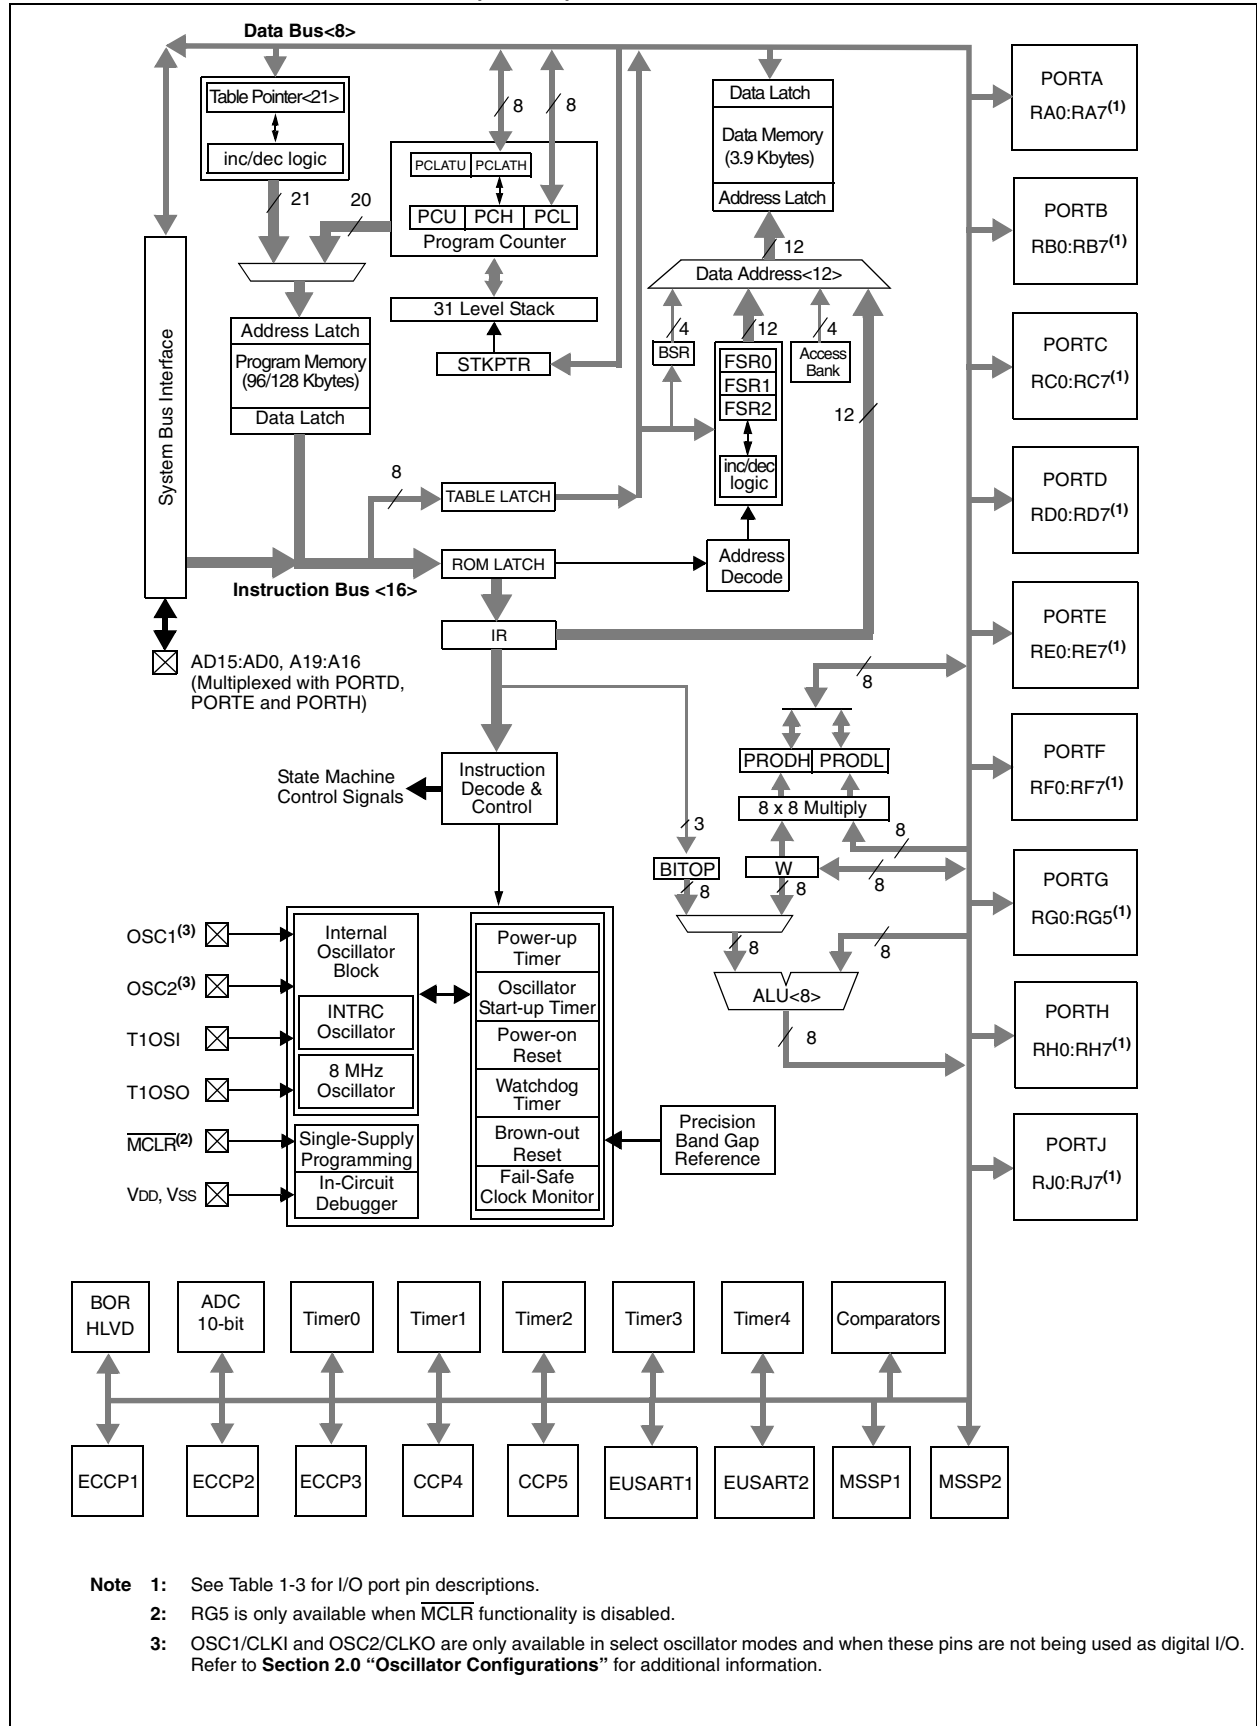 Data Bus<8>
Table Pointer<21>
inc/dec logic
21
20
8
8
PCLATU PCLATH
PCU PCH PCL
Program Counter
31 Level Stack
STKPTR
Data Latch
Data Memory
(3.9 Kbytes)
Address Latch
12
Data Address<12>
4
12
4
BSR
FSR0
FSR1
FSR2
inc/dec
logic
Access
Bank
12
System Bus Interface
Address Latch
Program Memory
(96/128 Kbytes)
Data Latch
8
TABLE LATCH
ROM LATCH
Address
Decode
Instruction Bus <16>
IR
AD15:AD0, A19:A16
(Multiplexed with PORTD,
PORTE and PORTH)
8
PRODH PRODL
8 x 8 Multiply
State Machine
Control Signals
Instruction
Decode &
Control
3
8
BITOP
W
8
8
8
8
8
ALU<8>
8
OSC1(3)
OSC2(3)
T1OSI
T1OSO
MCLR(2)
VDD, VSS
Internal
Oscillator
Block
INTRC
Oscillator
8 MHz
Oscillator
Single-Supply
Programming
In-Circuit
Debugger
Power-up
Timer
Oscillator
Start-up Timer
Power-on
Reset
Watchdog
Timer
Brown-out
Reset
Fail-Safe
Clock Monitor
Precision
Band Gap
Reference
PORTA
RA0:RA7(1)
PORTB
RB0:RB7(1)
PORTC
RC0:RC7(1)
PORTD
RD0:RD7(1)
PORTE
RE0:RE7(1)
PORTF
RF0:RF7(1)
PORTG
RG0:RG5(1)
PORTH
RH0:RH7(1)
PORTJ
RJ0:RJ7(1)
BOR
HLVD
ADC
10-bit
Timer0
Timer1
Timer2
Timer3
Timer4
Comparators
ECCP1
ECCP2
ECCP3
CCP4
CCP5
EUSART1
EUSART2
MSSP1
MSSP2
Note 1: See Table 1-3 for I/O port pin descriptions.
2: RG5 is only available when MCLR functionality is disabled.
3: OSC1/CLKI and OSC2/CLKO are only available in select oscillator modes and when these pins are not being used as digital I/O.
Refer to Section 2.0 “Oscillator Configurations” for additional information.